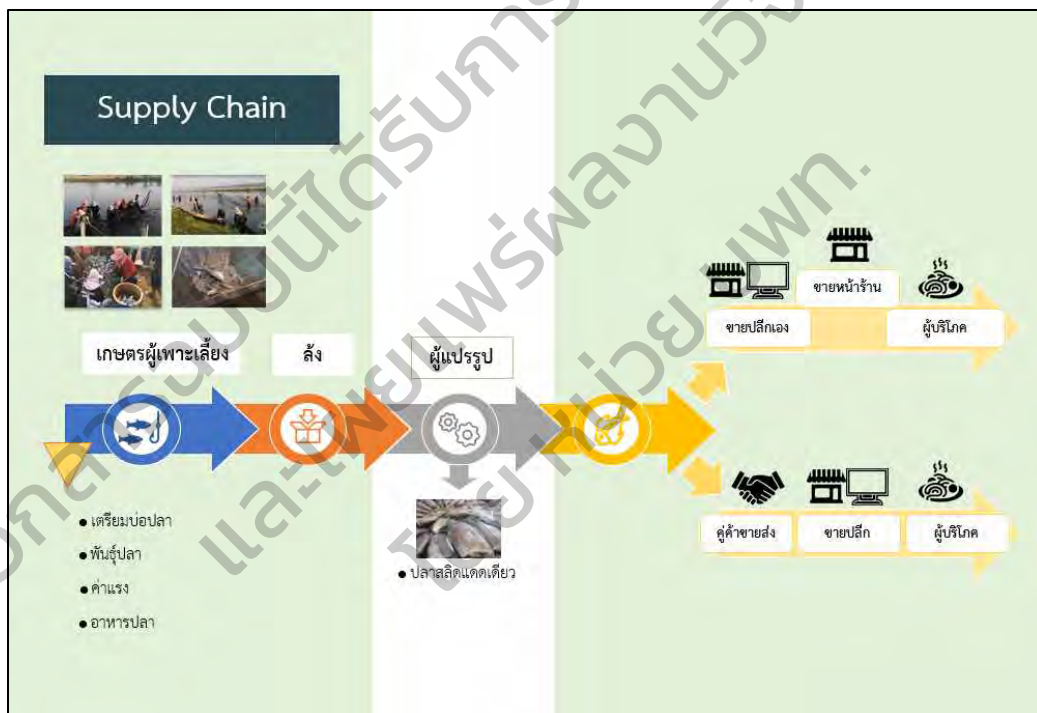 Supply Chain
เกษตรผู้เพาะเลี้ยง
ล้ง
ผู้แปรรูป
● เตรียมบ่อปลา
● พันธุ์ปลา
● ค่าแรง
● อาหารปลา
● ปลาสลิดแดดเดียว
ขายปลีกเอง
ขายหน้าร้าน
ผู้บริโภค
คู่ค้าขายส่ง
ขายปลีก
ผู้บริโภค